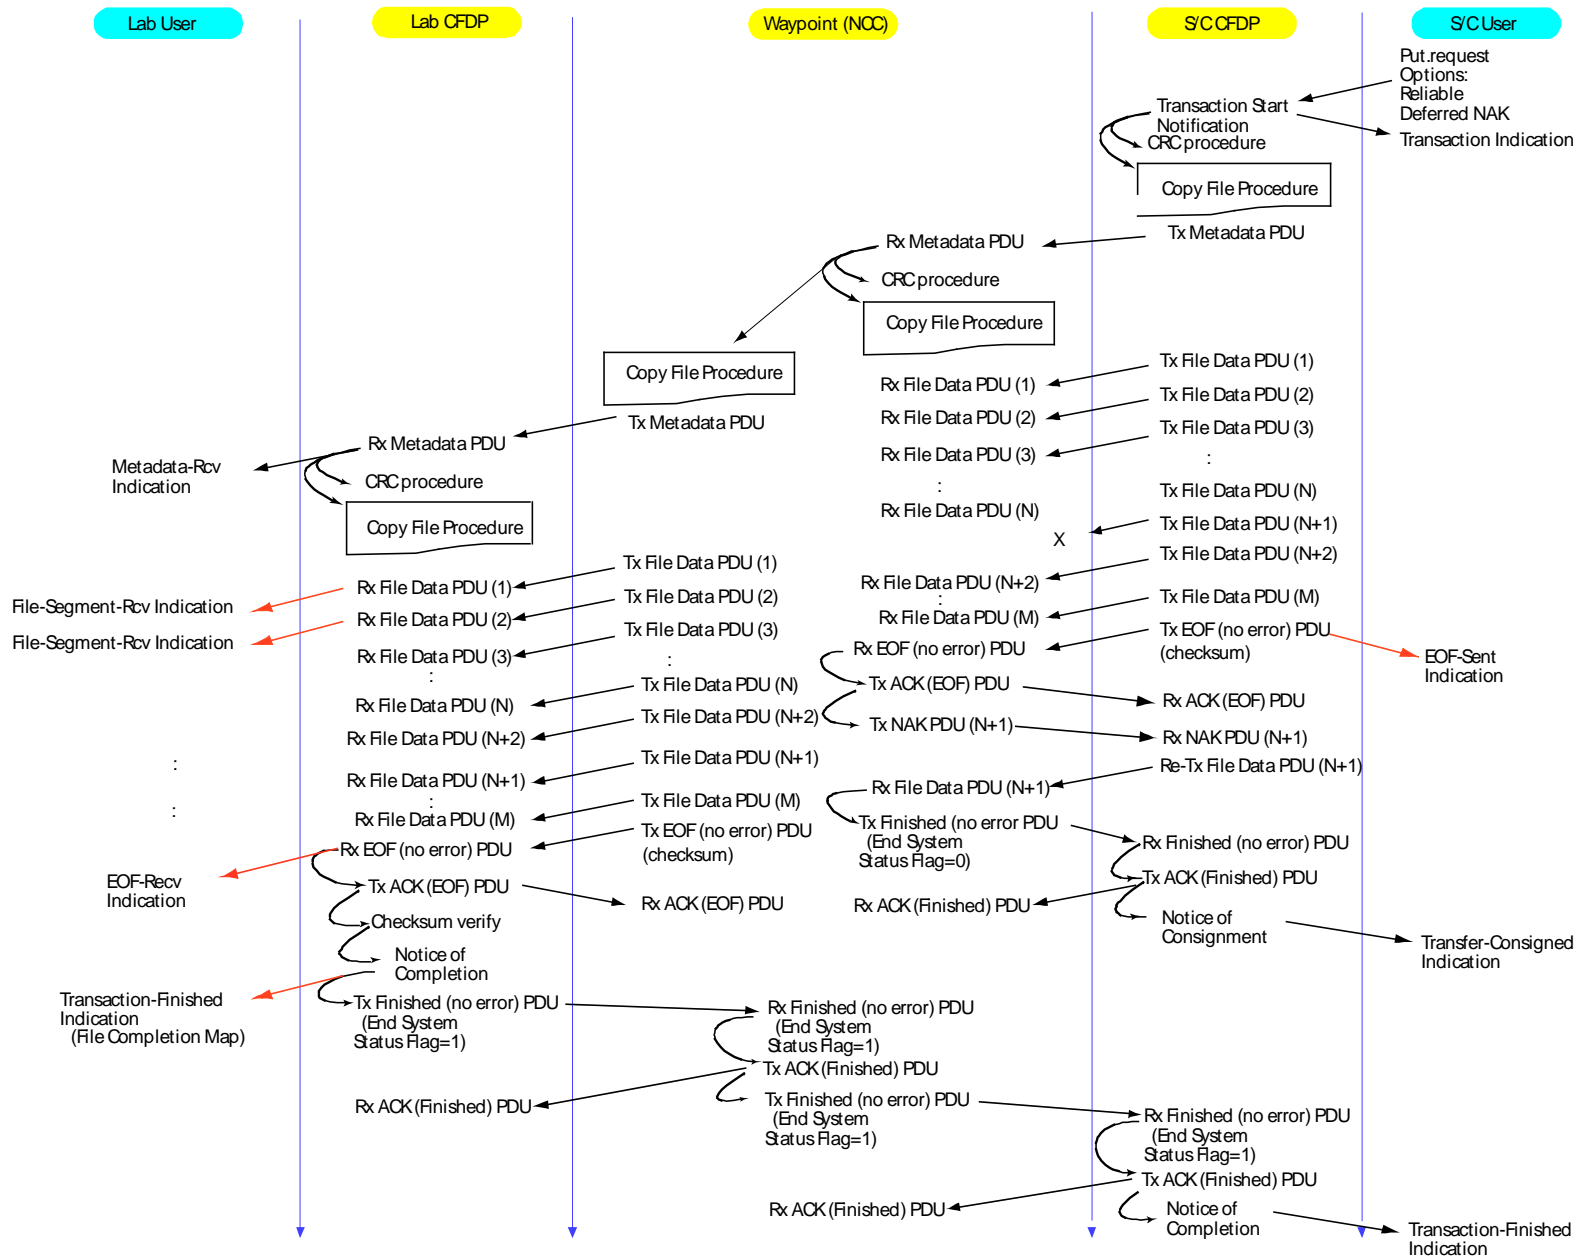 Lab User
Lab CFDP
Waypoint (NCC)
S/C CFDP
S/C User
Put.request
Options:
Reliable
Deferred NAK
Transaction Start
Notification
CRC procedure
Transaction Indication
Copy File Procedure
Tx Metadata PDU
Rx Metadata PDU
CRC procedure
Copy File Procedure
Copy File Procedure
Tx File Data PDU (1)
Rx File Data PDU (1)
Tx File Data PDU (2)
Rx File Data PDU (2)
Tx Metadata PDU
Tx File Data PDU (3)
Rx Metadata PDU
Rx File Data PDU (3)
:
Metadata-Rcv
Indication
CRC procedure
:
Tx File Data PDU (N)
Rx File Data PDU (N)
Copy File Procedure
Tx File Data PDU (N+1)
X
Tx File Data PDU (N+2)
Tx File Data PDU (1)
Rx File Data PDU (1)
Rx File Data PDU (N+2)
:
File-Segment-Rcv Indication
Tx File Data PDU (2)
Tx File Data PDU (M)
Rx File Data PDU (2)
Rx File Data PDU (M)
File-Segment-Rcv Indication
Tx File Data PDU (3)
Tx EOF (no error) PDU
(checksum)
Rx File Data PDU (3)
:
:
Rx EOF (no error) PDU
EOF-Sent
Indication
Tx File Data PDU (N)
Tx ACK (EOF) PDU
Rx ACK (EOF) PDU
Rx File Data PDU (N)
Tx File Data PDU (N+2)
Tx NAK PDU (N+1)
Rx NAK PDU (N+1)
Rx File Data PDU (N+2)
:
Tx File Data PDU (N+1)
Re-Tx File Data PDU (N+1)
Rx File Data PDU (N+1)
:
Rx File Data PDU (N+1)
:
Tx File Data PDU (M)
Rx File Data PDU (M)
Tx Finished (no error PDU
(End System
Status Flag=0)
Tx EOF (no error) PDU
(checksum)
Rx EOF (no error) PDU
Rx Finished (no error) PDU
EOF-Recv
Indication
Tx ACK (EOF) PDU
Rx ACK (EOF) PDU
Tx ACK (Finished) PDU
Rx ACK (Finished) PDU
Checksum verify
Notice of
Consignment
Transfer-Consigned
Indication
Notice of
Completion
Transaction-Finished
Indication
(File Completion Map)
Tx Finished (no error) PDU
(End System
Status Flag=1)
Rx Finished (no error) PDU
(End System
Status Flag=1)
Tx ACK (Finished) PDU
Rx ACK (Finished) PDU
Tx Finished (no error) PDU
(End System
Status Flag=1)
Rx Finished (no error) PDU
(End System
Status Flag=1)
Tx ACK (Finished) PDU
Rx ACK (Finished) PDU
Notice of
Completion
Transaction-Finished
Indication